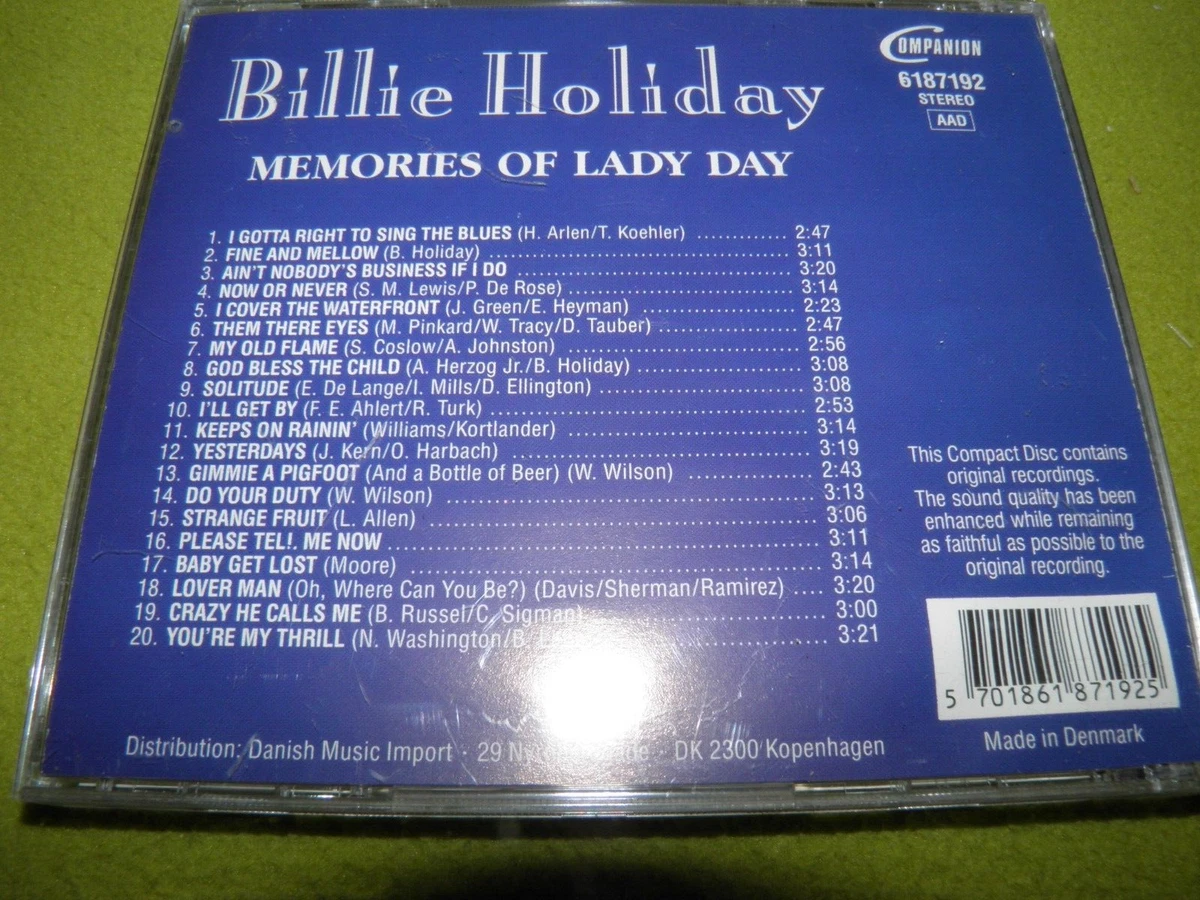 Billie Holiday
MEMORIES OF LADY DAY
COMPANION
6187192
STEREO
AAD
1. I GOTTA RIGHT TO SING THE BLUES (H. Arlen/T. Koehler) ............. 2:47
2. FINE AND MELLOW (B. Holiday) ............. 3:11
3. AIN'T NOBODY'S BUSINESS IF I DO ............. 3:20
4. NOW OR NEVER (S. M. Lewis/P. De Rose) ............. 3:14
5. I COVER THE WATERFRONT (J. Green/E. Heyman) ............. 2:23
6. THEM THERE EYES (M. Pinkard/W. Tracy/D. Tauber) ............. 2:47
7. MY OLD FLAME (S. Coslow/A. Johnston) ............. 2:56
8. GOD BLESS THE CHILD (A. Herzog Jr./B. Holiday) ............. 3:08
9. SOLITUDE (E. De Lange/I. Mills/D. Ellington) ............. 3:08
10. I'LL GET BY (F. E. Ahlert/R. Turk) ............. 2:53
11. KEEPS ON RAININ' (Williams/Kortlander) ............. 3:14
12. YESTERDAYS (J. Kern/O. Harbach) ............. 3:19
13. GIMMIE A PIGFOOT (And a Bottle of Beer) (W. Wilson) ............. 2:43
14. DO YOUR DUTY (W. Wilson) ............. 3:13
15. STRANGE FRUIT (L. Allen) ............. 3:06
16. PLEASE TELL ME NOW ............. 3:11
17. BABY GET LOST (Moore) ............. 3:14
18. LOVER MAN (Oh, Where Can You Be?) (Davis/Sherman/Ramirez) .... 3:20
19. CRAZY HE CALLS ME (B. Russel/C. Sigman) ............. 3:00
20. YOU'RE MY THRILL (N. Washington/B. ............. 3:21
This Compact Disc contains
original recordings.
The sound quality has been
enhanced while remaining
as faithful as possible to the
original recording.
5 701861 871925
Distribution: Danish Music Import · 29 · DK 2300 Kopenhagen
Made in Denmark